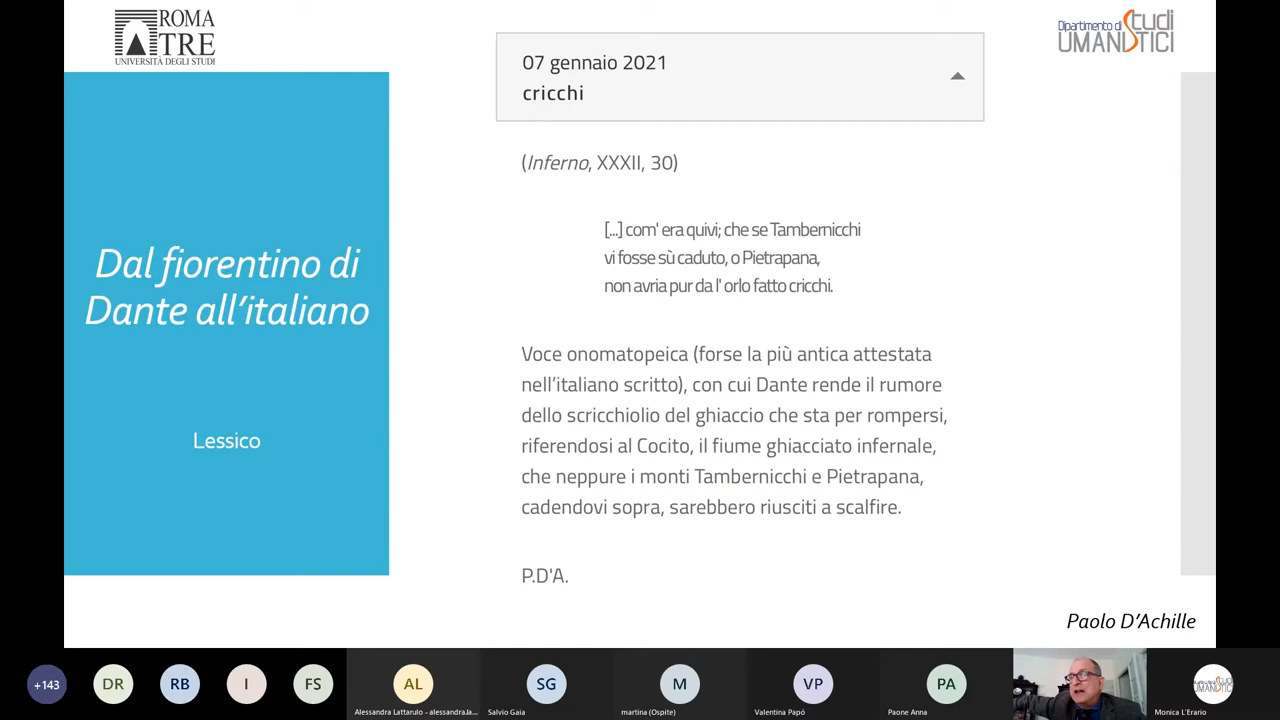 ROMA
TRE
UNIVERSITÀ DEGLI STUDI
Dipartimento di Studi
UMANISTICI
07 gennaio 2021
cricchi
(Inferno, XXXII, 30)
[...] com' era quivi; che se Tambernicchi
vi fosse sù caduto, o Pietrapana,
non avria pur da l' orlo fatto cricchi.
Dal fiorentino di
Dante all'italiano
Lessico
Voce onomatopeica (forse la più antica attestata
nell'italiano scritto), con cui Dante rende il rumore
dello scricchiolio del ghiaccio che sta per rompersi,
riferendosi al Cocito, il fiume ghiacciato infernale,
che neppure i monti Tambernicchi e Pietrapana,
cadendovi sopra, sarebbero riusciti a scalfire.
P.D'A.
Paolo D'Achille
+143
DR
RB
I
FS
AL
SG
M
VP
PA
Alessandra Lattarulo - alessandra.la...
Salvio Gaia
martina (Ospite)
Valentina Papó
Paone Anna
Monica L'Erario